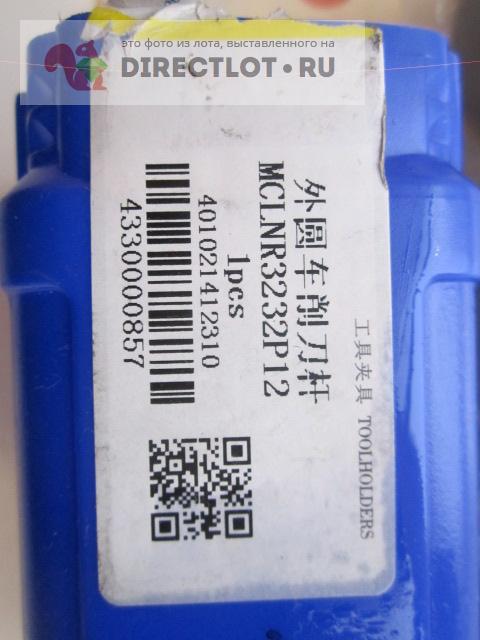 это фото из лота, выставленного на
DIRECTLOT.RU
工具夹具 TOOLHOLDERS
外圆车削刀杆
MCLNR3232P12
1pcs
401021412310
4330000857